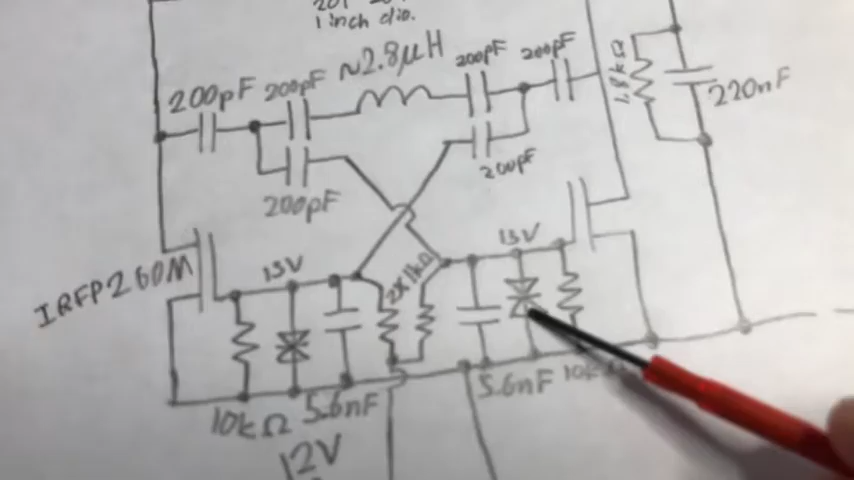 1 inch dia.
~2.8μH
200pF
200pF
200pF
200pF
200pF
200pF
1.8kΩ
220nF
IRFP260M
15V
2x1kΩ
15V
10kΩ
5.6nF
5.6nF
10kΩ
12V